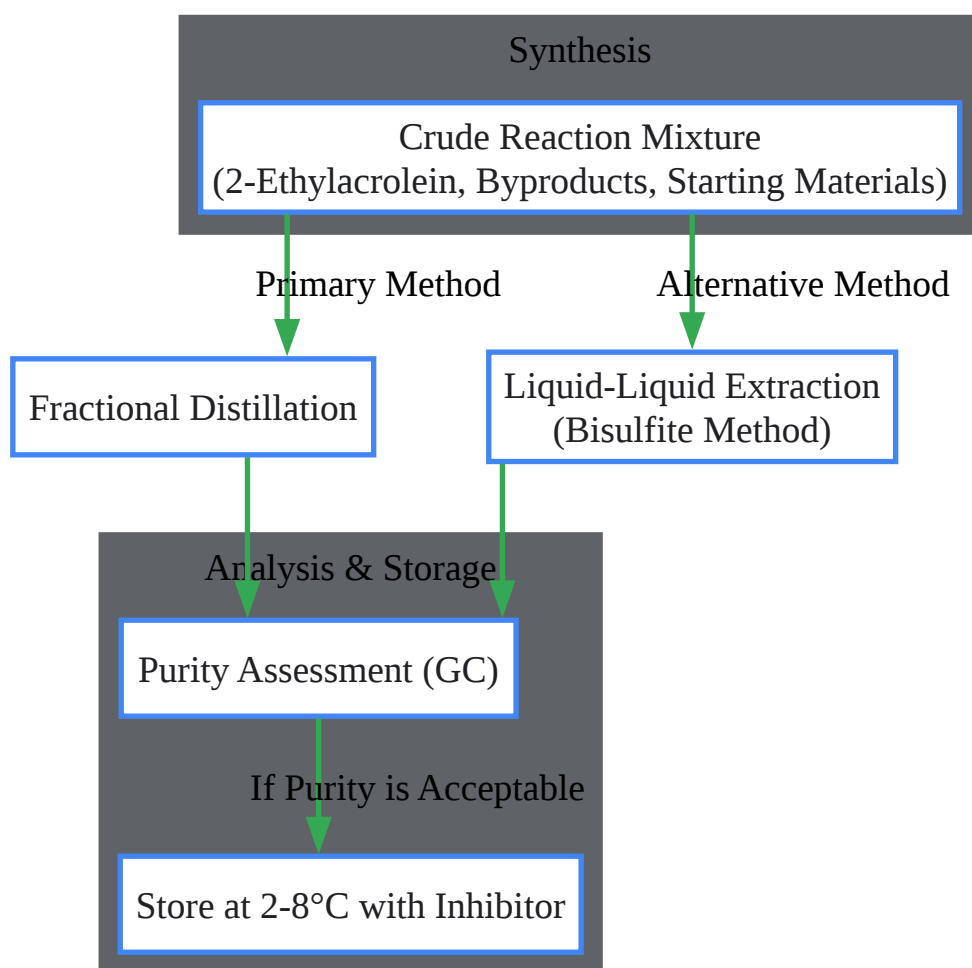 Synthesis
Crude Reaction Mixture
(2-Ethylacrolein, Byproducts, Starting Materials)
Primary Method
Alternative Method
Fractional Distillation
Liquid-Liquid Extraction
(Bisulfite Method)
Analysis & Storage
Purity Assessment (GC)
If Purity is Acceptable
Store at 2-8°C with Inhibitor